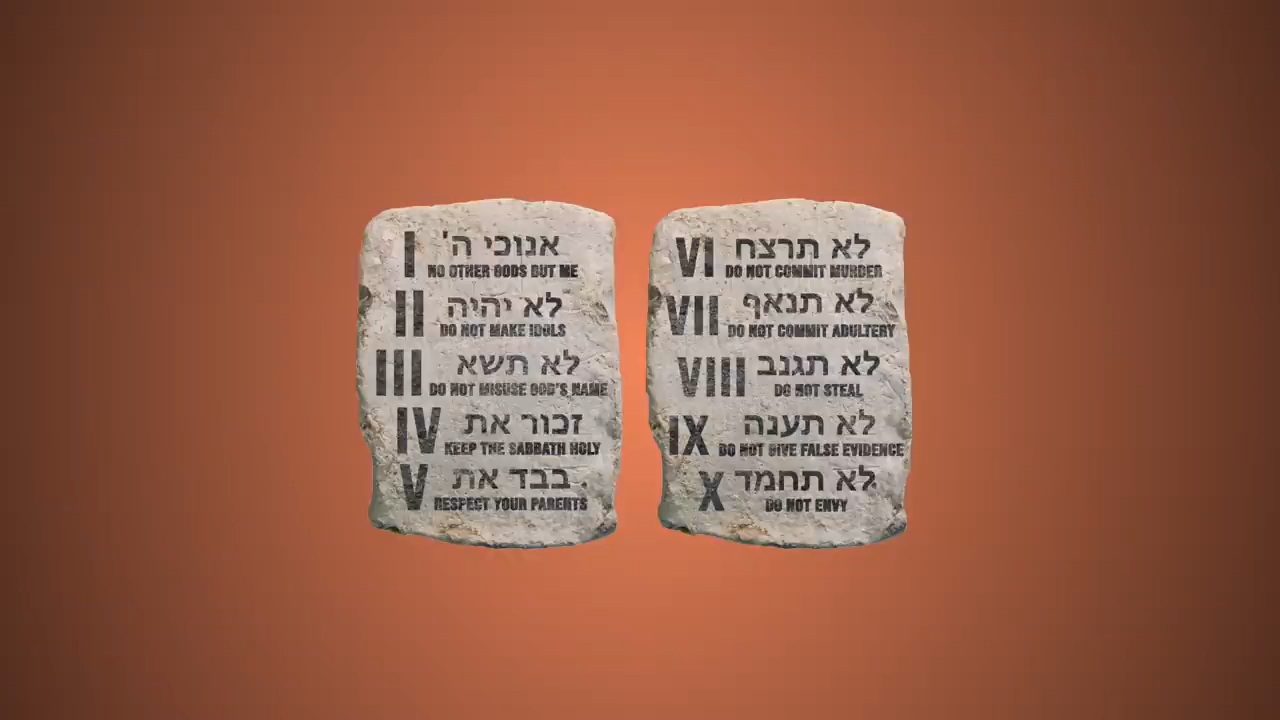 I אנוכי ה'
NO OTHER GODS BUT ME
II לא יהיה
DO NOT MAKE IDOLS
III לא תשא
DO NOT MISUSE GOD'S NAME
IV זכור את
KEEP THE SABBATH HOLY
V בבד את
RESPECT YOUR PARENTS
VI לא תרצח
DO NOT COMMIT MURDER
VII לא תנאף
DO NOT COMMIT ADULTERY
VIII לא תגנב
DO NOT STEAL
IX לא תענה
DO NOT GIVE FALSE EVIDENCE
X לא תחמד
DO NOT ENVY